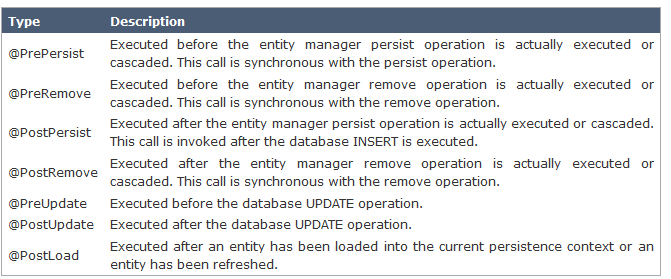 Type Description
@PrePersist Executed before the entity manager persist operation is actually executed or
cascaded. This call is synchronous with the persist operation.
@PreRemove Executed before the entity manager remove operation is actually executed or
cascaded. This call is synchronous with the remove operation.
@PostPersist Executed after the entity manager persist operation is actually executed or cascaded.
This call is invoked after the database INSERT is executed.
@PostRemove Executed after the entity manager remove operation is actually executed or
cascaded. This call is synchronous with the remove operation.
@PreUpdate Executed before the database UPDATE operation.
@PostUpdate Executed after the database UPDATE operation.
@PostLoad Executed after an entity has been loaded into the current persistence context or an
entity has been refreshed.